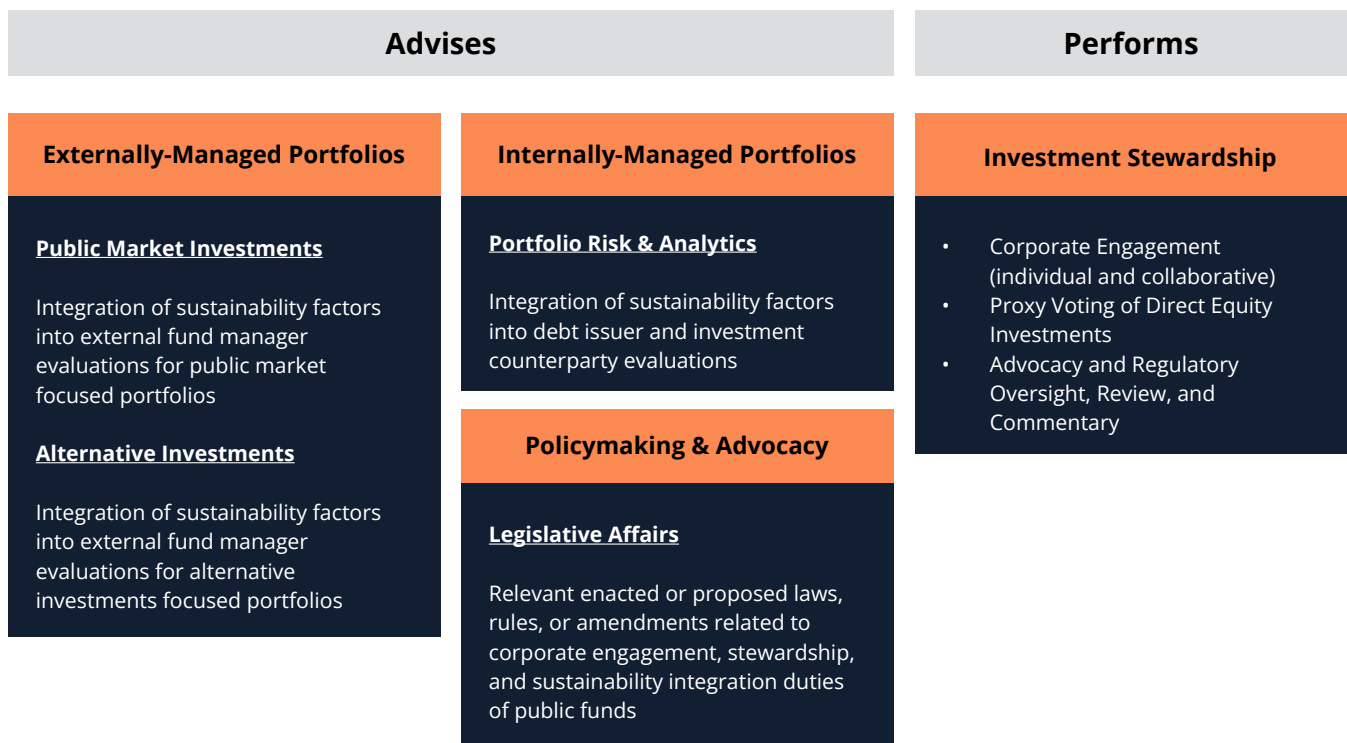 Advises
Performs
Externally-Managed Portfolios
Public Market Investments
Integration of sustainability factors
into external fund manager
evaluations for public market
focused portfolios
Alternative Investments
Integration of sustainability factors
into external fund manager
evaluations for alternative
investments focused portfolios
Internally-Managed Portfolios
Portfolio Risk & Analytics
Integration of sustainability factors
into debt issuer and investment
counterparty evaluations
Policymaking & Advocacy
Legislative Affairs
Relevant enacted or proposed laws,
rules, or amendments related to
corporate engagement, stewardship,
and sustainability integration duties
of public funds
Investment Stewardship
• Corporate Engagement
(individual and collaborative)
• Proxy Voting of Direct Equity
Investments
• Advocacy and Regulatory
Oversight, Review, and
Commentary